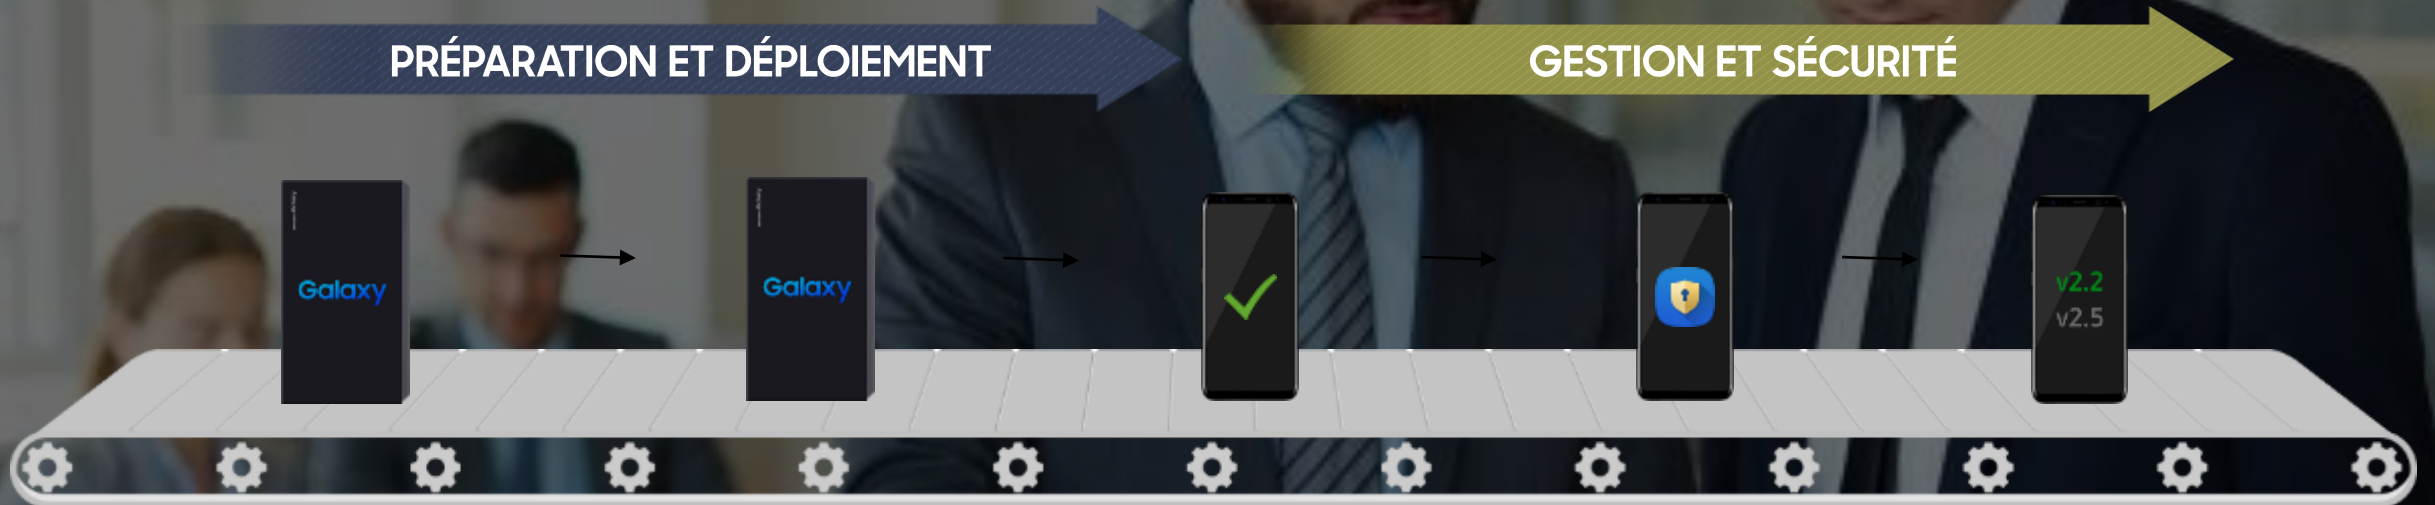 PRÉPARATION ET DÉPLOIEMENT
GESTION ET SÉCURITÉ
Galaxy
Galaxy
v2.2
v2.5